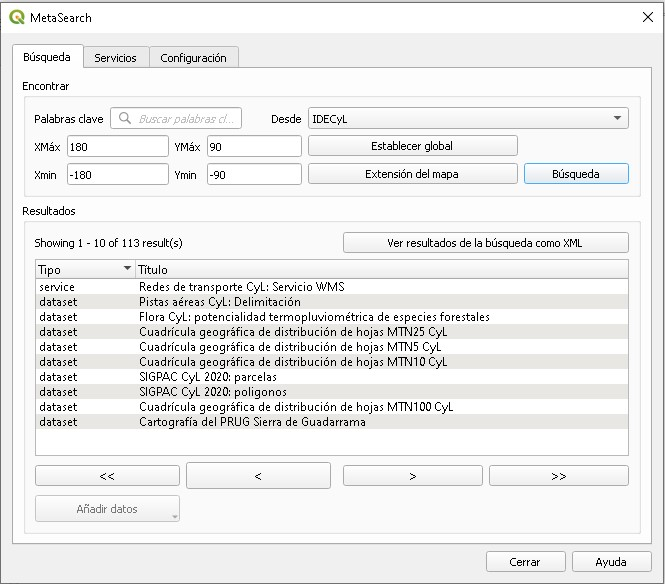 MetaSearch
Búsqueda Servicios Configuración
Encontrar
Palabras clave Buscar palabras cl... Desde IDECyL
XMáx 180 YMáx 90 Establecer global
Xmin -180 Ymin -90 Extensión del mapa Búsqueda
Resultados
Showing 1 - 10 of 113 result(s) Ver resultados de la búsqueda como XML
Tipo Título
service Redes de transporte CyL: Servicio WMS
dataset Pistas aéreas CyL: Delimitación
dataset Flora CyL: potencialidad termopluviométrica de especies forestales
dataset Cuadrícula geográfica de distribución de hojas MTN25 CyL
dataset Cuadrícula geográfica de distribución de hojas MTN5 CyL
dataset Cuadrícula geográfica de distribución de hojas MTN10 CyL
dataset SIGPAC CyL 2020: parcelas
dataset SIGPAC CyL 2020: poligonos
dataset Cuadrícula geográfica de distribución de hojas MTN100 CyL
dataset Cartografía del PRUG Sierra de Guadarrama
<< < > >>
Añadir datos
Cerrar Ayuda